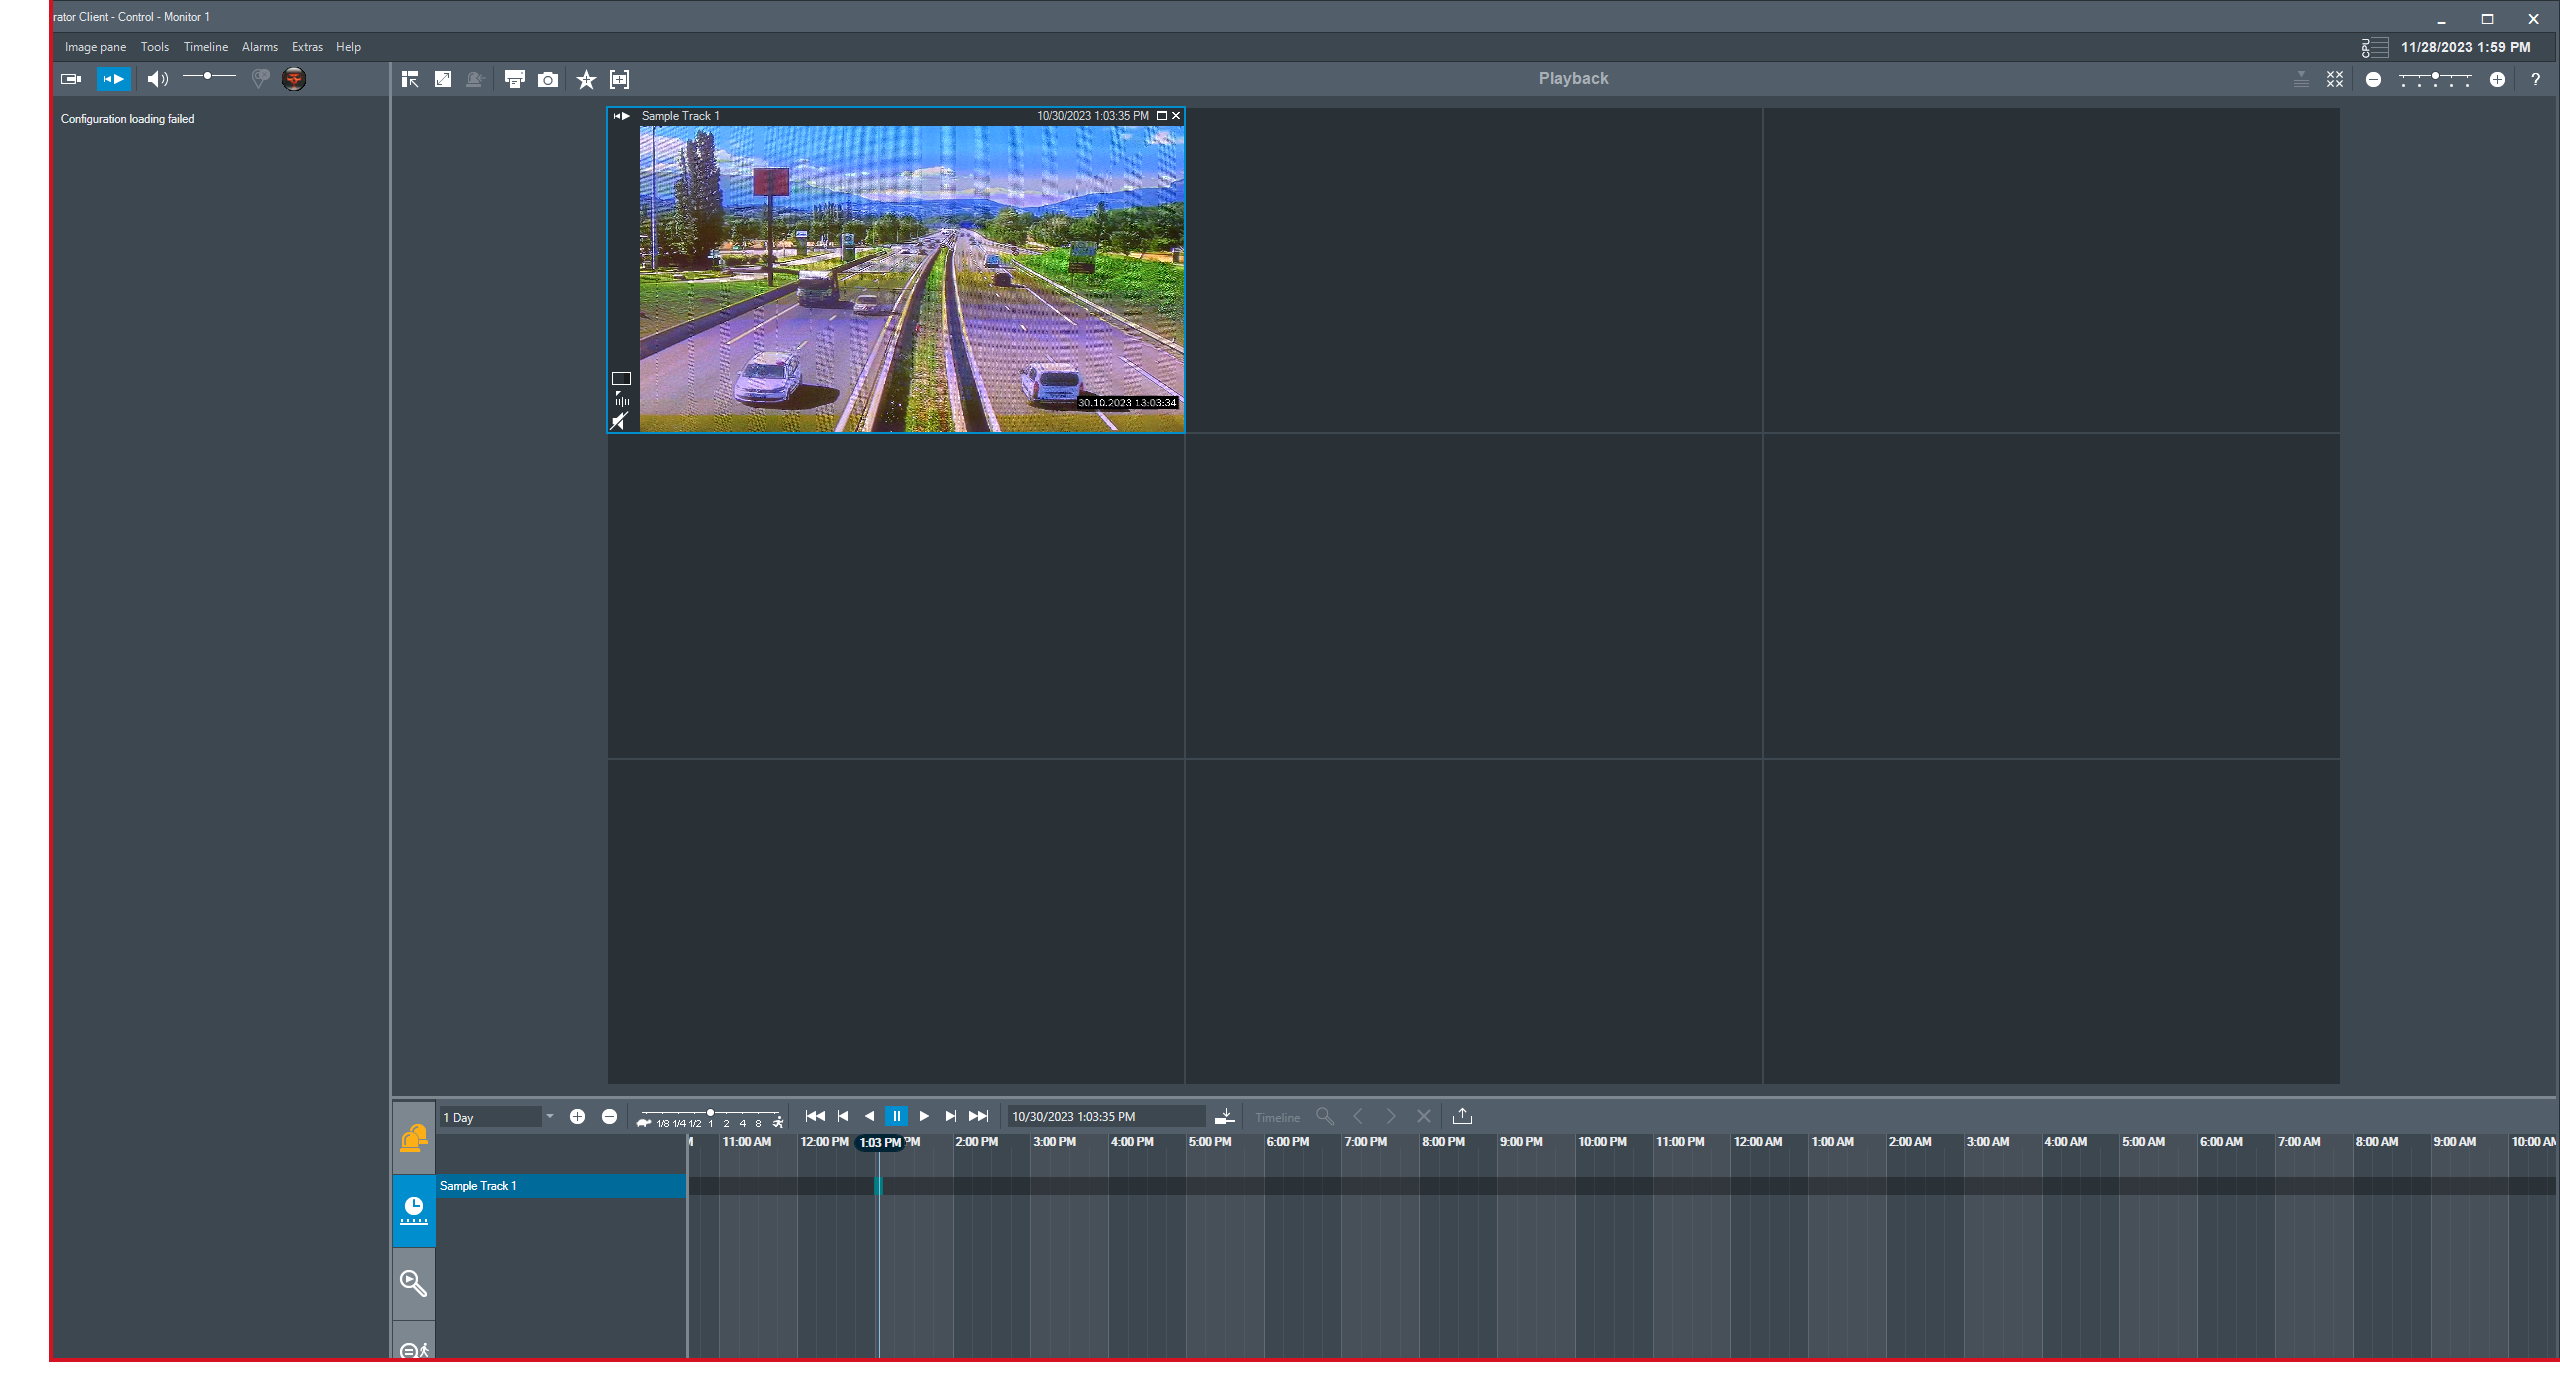 rator Client - Control - Monitor 1
Image pane Tools Timeline Alarms Extras Help
CPU 11/28/2023 1:59 PM
Playback
?
Configuration loading failed
Sample Track 1 10/30/2023 1:03:35 PM
30.10.2023 13:03:34
1 Day
1/8 1/4 1/2 1 2 4 8
10/30/2023 1:03:35 PM
Timeline
11:00 AM 12:00 PM 1:03 PM PM 2:00 PM 3:00 PM 4:00 PM 5:00 PM 6:00 PM 7:00 PM 8:00 PM 9:00 PM 10:00 PM 11:00 PM 12:00 AM 1:00 AM 2:00 AM 3:00 AM 4:00 AM 5:00 AM 6:00 AM 7:00 AM 8:00 AM 9:00 AM 10:00 AM
Sample Track 1